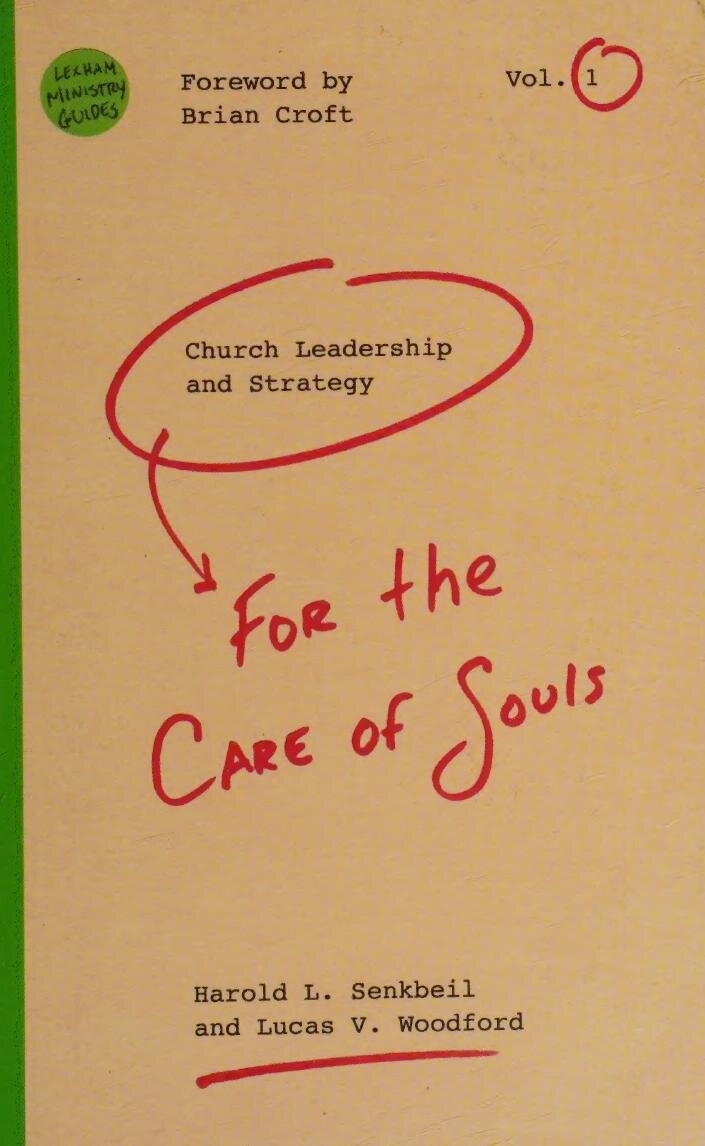 LEXHAM
MINISTRY
GUIDES
Foreword by
Brian Croft
Vol. 1
Church Leadership
and Strategy
For the
Care of Souls
Harold L. Senkbeil
and Lucas V. Woodford